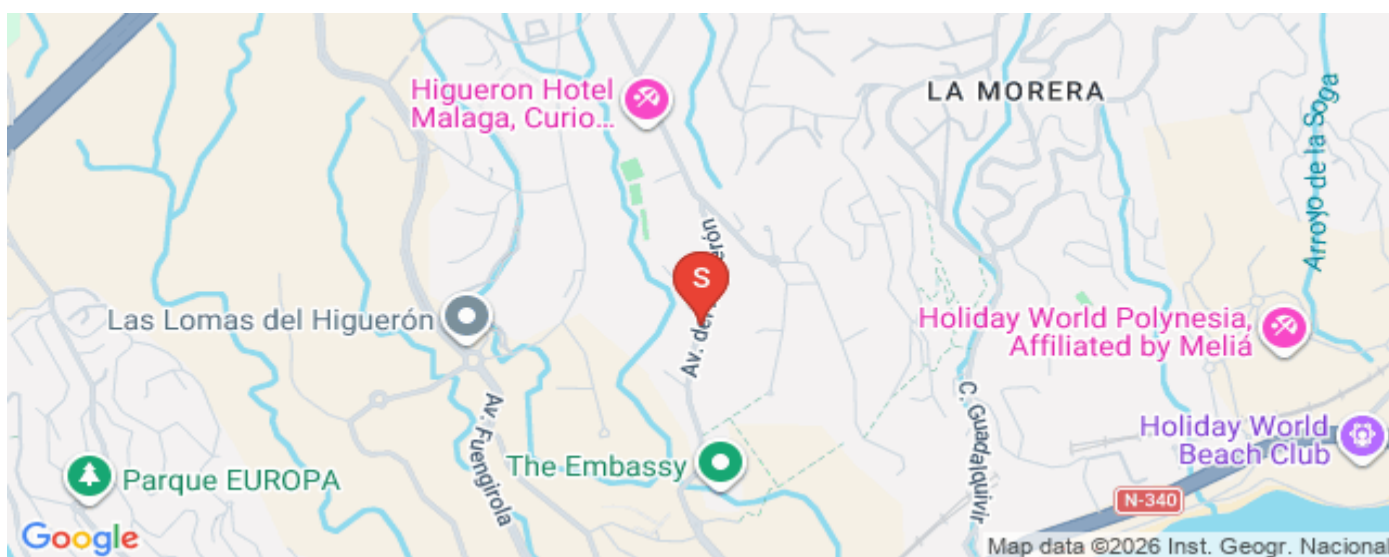 Higueron Hotel
Malaga, Curio...
LA MORERA
Arroyo de la Soga
Av. del
erón
S
Las Lomas del Higuerón
Holiday World Polynesia,
Affiliated by Meliá
Av. Fuengirola
C. Guadalquivir
Holiday World
Beach Club
The Embassy
Parque EUROPA
N-340
Google
Map data ©2026 Inst. Geogr. Nacional